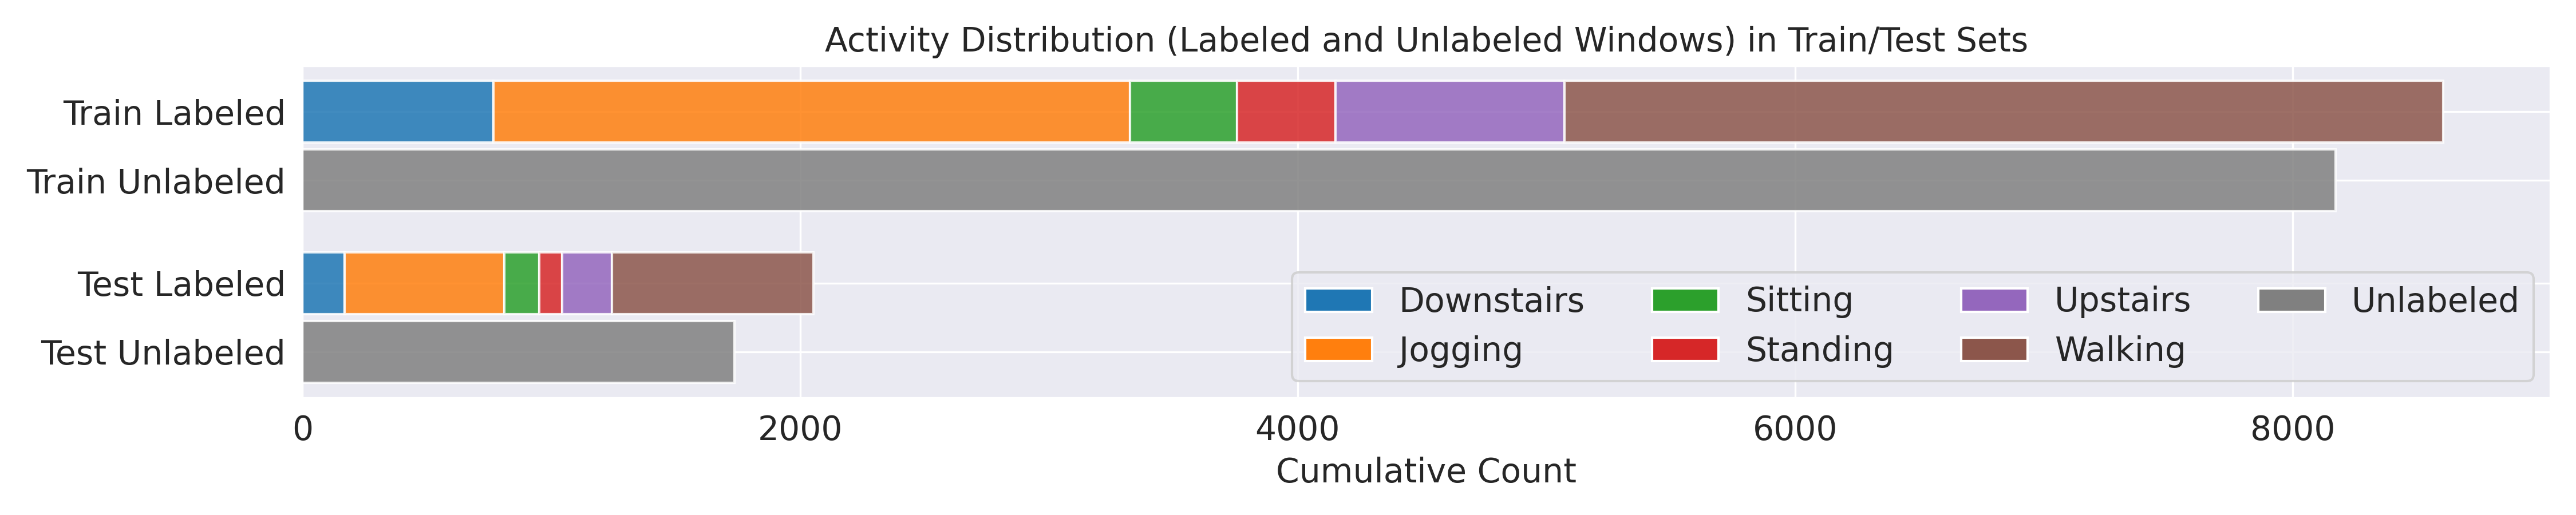 Activity Distribution (Labeled and Unlabeled Windows) in Train/Test Sets
Train Labeled
Train Unlabeled
Test Labeled
Test Unlabeled
Downstairs Sitting Upstairs Unlabeled
Jogging Standing Walking
0 2000 4000 6000 8000
Cumulative Count